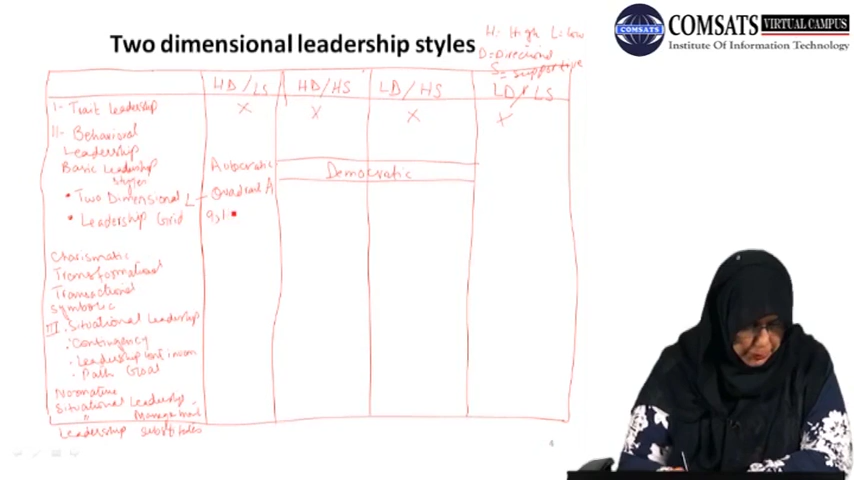 Two dimensional leadership styles
H: High L: low
D=Directional
S= supportive
COMSATS VIRTUAL CAMPUS
Institute Of Information Technology
COMSATS
HD/LS HD/HS LD/HS LD/LS
I- Trait Leadership X X X X
II- Behavioral
Leadership
Basic Leadership Autocratic Democratic
styles
• Two Dimensional L Quadrant A
• Leadership Grid 9,1
Charismatic
Transformational
Transactional
Symbolic
III. Situational Leadership
• Contingency
• Leadership continuum
• Path Goal
Normative
Situational Leadership
" Management
Leadership substitutes
4